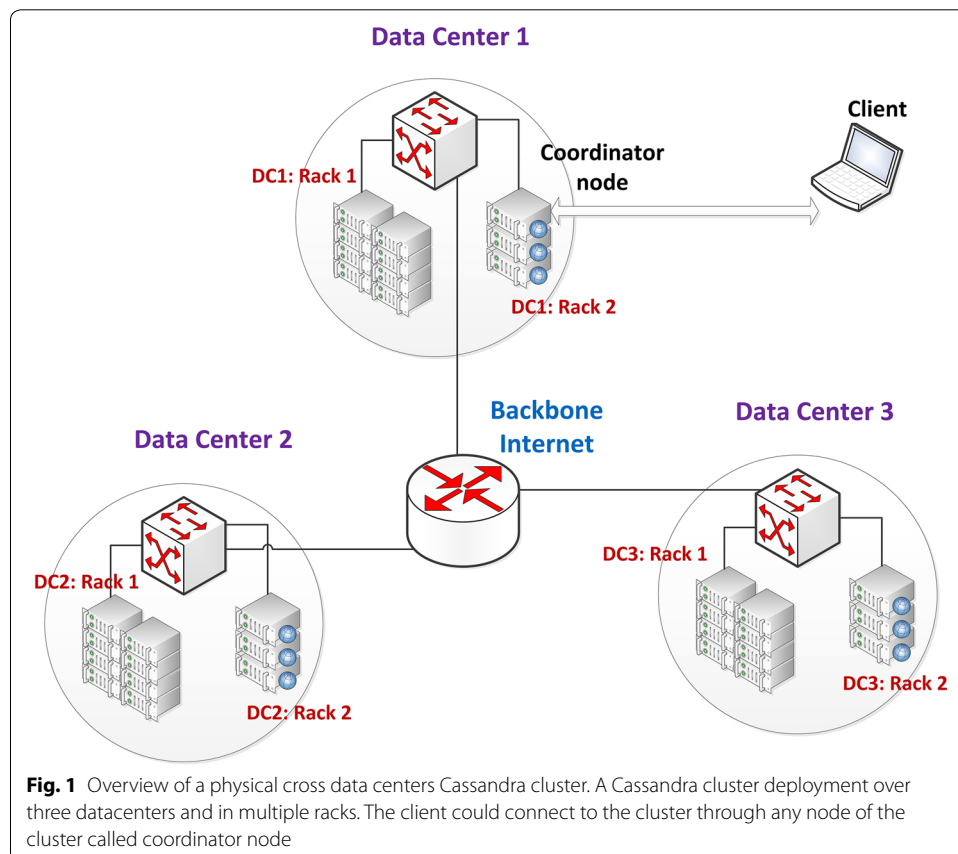 Data Center 1
Client
Coordinator
node
DC1: Rack 1
DC1: Rack 2
Backbone
Internet
Data Center 2
Data Center 3
DC2: Rack 1
DC2: Rack 2
DC3: Rack 1
DC3: Rack 2
Fig. 1 Overview of a physical cross data centers Cassandra cluster. A Cassandra cluster deployment over
three datacenters and in multiple racks. The client could connect to the cluster through any node of the
cluster called coordinator node